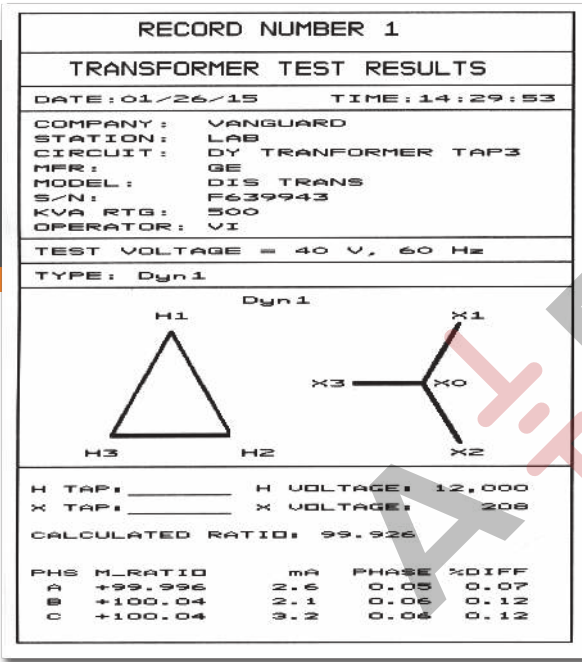 RECORD NUMBER 1
TRANSFORMER TEST RESULTS
DATE:01/26/15 TIME:14:29:53
COMPANY: VANGUARD
STATION: LAB
CIRCUIT: DY TRANFORMER TAP3
MFR: GE
MODEL: DIS TRANS
S/N: F639943
KVA RTG: 500
OPERATOR: VI
TEST VOLTAGE = 40 V, 60 Hz
TYPE: Dyn1
Dyn1
H1 X1
X3 X0
H3 H2 X2
H TAP:________ H VOLTAGE: 12,000
X TAP:________ X VOLTAGE: 208
CALCULATED RATIO: 99.926
PHS M_RATIO mA PHASE %DIFF
A +99.996 2.6 0.05 0.07
B +100.04 2.1 0.06 0.12
C +100.04 3.2 0.06 0.12